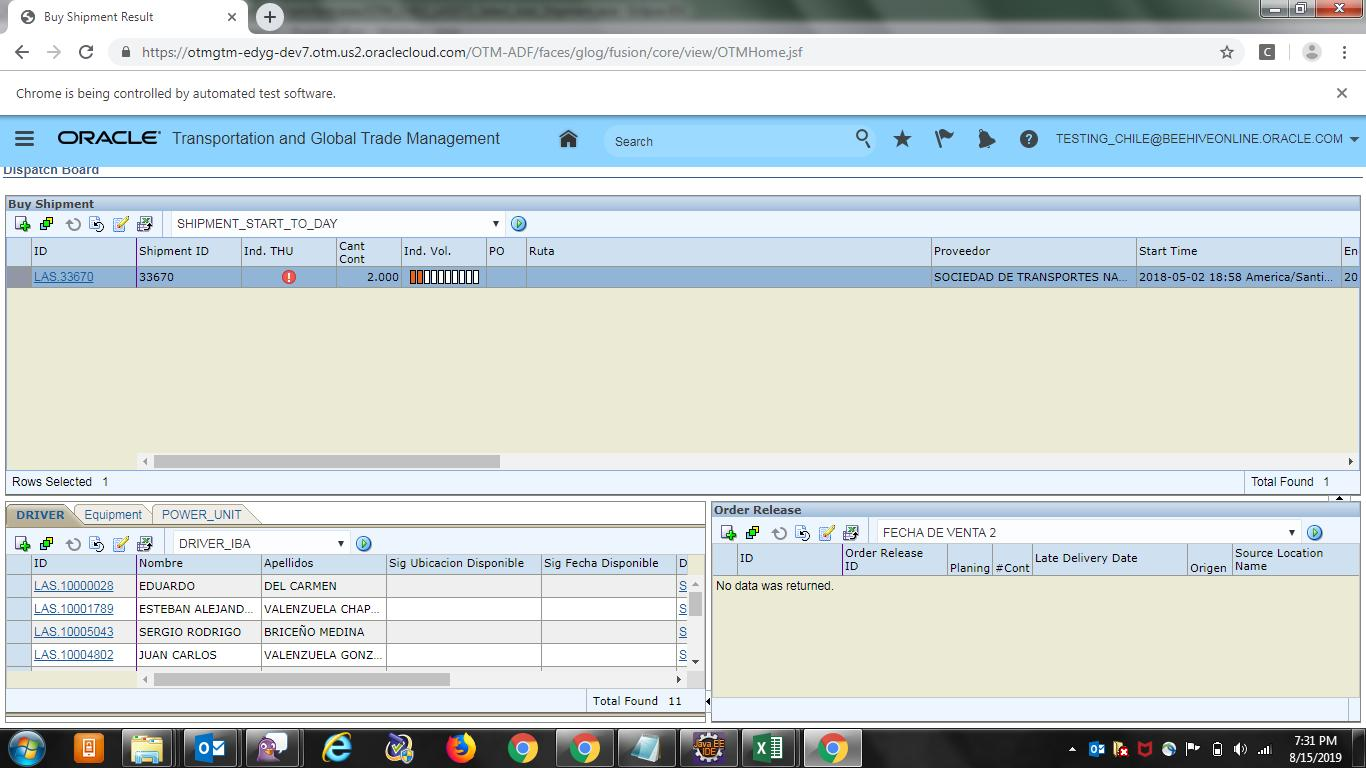 Buy Shipment Result
https://otmgtm-edyg-dev7.otm.us2.oraclecloud.com/OTM-ADF/faces/glog/fusion/core/view/OTMHome.jsf
C
Chrome is being controlled by automated test software.
ORACLE Transportation and Global Trade Management Search TESTING_CHILE@BEEHIVEONLINE.ORACLE.COM
Dispatch Board
Buy Shipment
SHIPMENT_START_TO_DAY
ID Shipment ID Ind. THU Cant Cont Ind. Vol. PO Ruta Proveedor Start Time En
LAS.33670 33670 2.000 SOCIEDAD DE TRANSPORTES NA... 2018-05-02 18:58 America/Santi... 20
Rows Selected 1 Total Found 1
DRIVER Equipment POWER_UNIT
DRIVER_IBA
ID Nombre Apellidos Sig Ubicacion Disponible Sig Fecha Disponible D
LAS.10000028 EDUARDO DEL CARMEN S
LAS.10001789 ESTEBAN ALEJAND... VALENZUELA CHAP... S
LAS.10005043 SERGIO RODRIGO BRICEÑO MEDINA S
LAS.10004802 JUAN CARLOS VALENZUELA GONZ... S
Total Found 11
Order Release
FECHA DE VENTA 2
ID Order Release ID Planing #Cont Late Delivery Date Origen Source Location Name
No data was returned.
Java EE IDE
7:31 PM
8/15/2019